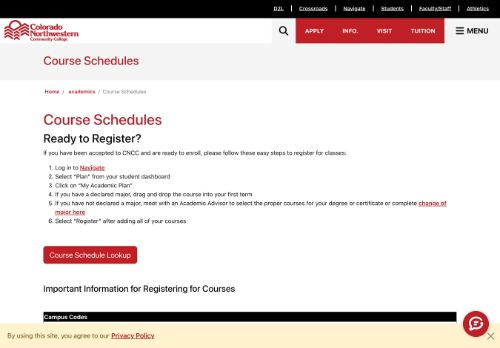 D2L | Crossroads | Navigate | Students | Faculty/Staff | Athletics
Colorado
Northwestern
Community College
APPLY INFO. VISIT TUITION MENU
Course Schedules
Home / academics / Course Schedules
Course Schedules
Ready to Register?
If you have been accepted to CNCC and are ready to enroll, please follow these easy steps to register for classes:
1. Log in to Navigate
2. Select "Plan" from your student dashboard
3. Click on "My Academic Plan"
4. If you have a declared major, drag and drop the course into your first term
5. If you have not declared a major, meet with an Academic Advisor to select the proper courses for your degree or certificate or complete change of
major here
6. Select "Register" after adding all of your courses
Course Schedule Lookup
Important Information for Registering for Courses
Campus Codes
By using this site, you agree to our Privacy Policy